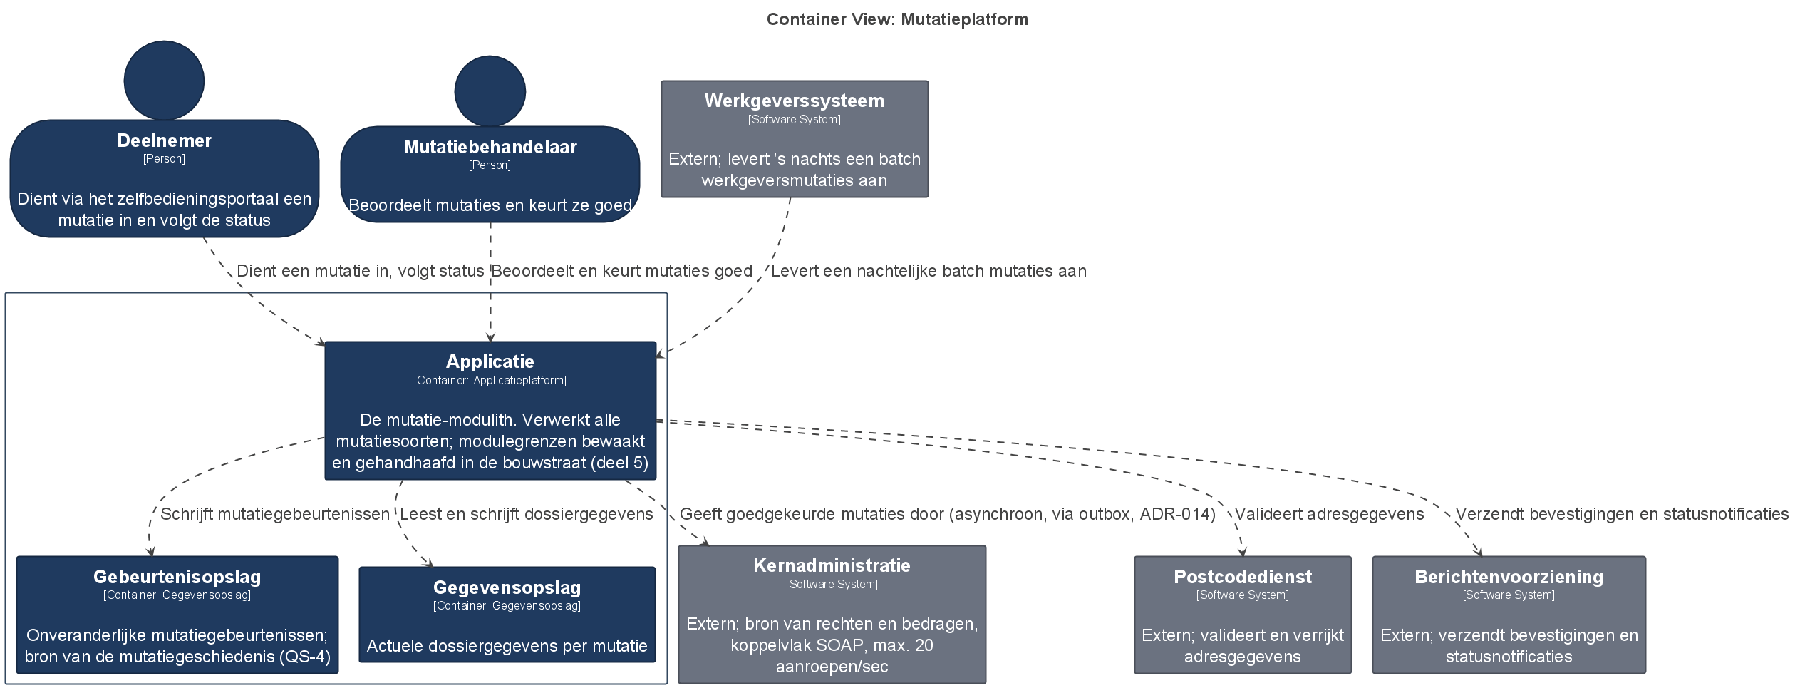 Container View: Mutatieplatform
Deelnemer
[Person]
Dient via het zelfbedieningsportaal een
mutatie in en volgt de status
Mutatiebehandelaar
[Person]
Beoordeelt mutaties en keurt ze goed
Werkgeverssysteem
[Software System]
Extern; levert 's nachts een batch
werkgeversmutaties aan
Dient een mutatie in, volgt status
Beoordeelt en keurt mutaties goed
Levert een nachtelijke batch mutaties aan
Applicatie
[Container: Applicatieplatform]
De mutatie-modulith. Verwerkt alle
mutatiesoorten; modulegrenzen bewaakt
en gehandhaafd in de bouwstraat (deel 5)
Schrijft mutatiegebeurtenissen
Leest en schrijft dossiergegevens
Geeft goedgekeurde mutaties door (asynchroon, via outbox, ADR-014)
Valideert adresgegevens
Verzendt bevestigingen en statusnotificaties
Gebeurtenisopslag
[Container: Gegevensopslag]
Onveranderlijke mutatiegebeurtenissen;
bron van de mutatiegeschiedenis (QS-4)
Gegevensopslag
[Container: Gegevensopslag]
Actuele dossiergegevens per mutatie
Kernadministratie
[Software System]
Extern; bron van rechten en bedragen,
koppelvlak SOAP, max. 20
aanroepen/sec
Postcodedienst
[Software System]
Extern; valideert en verrijkt
adresgegevens
Berichtenvoorziening
[Software System]
Extern; verzendt bevestigingen en
statusnotificaties